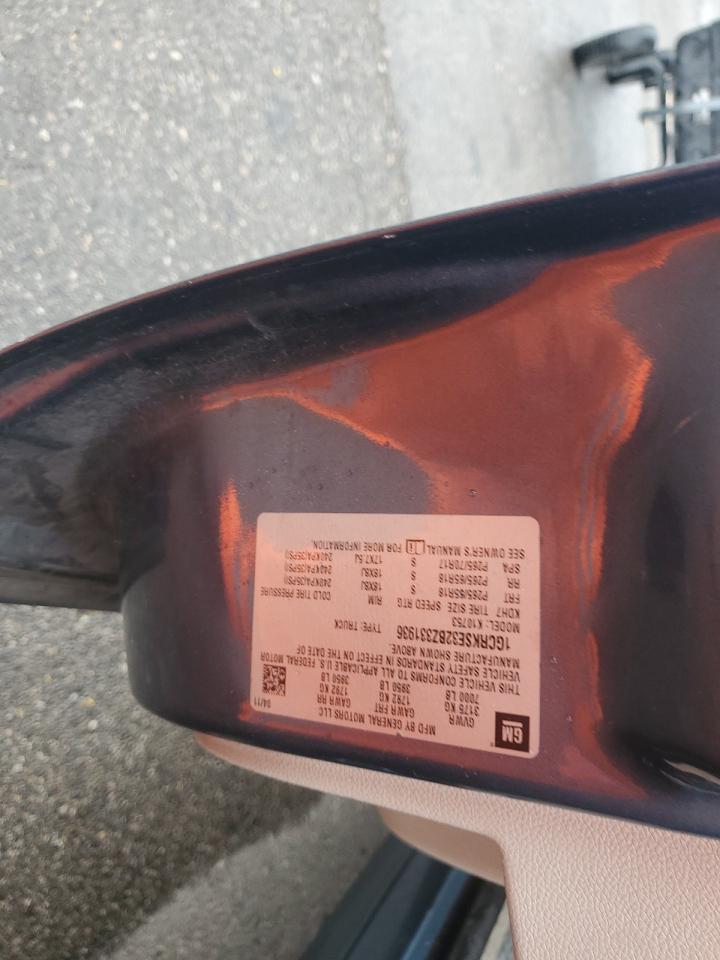 GM
MFD BY GENERAL MOTORS LLC
04/11
GVWR GAWR FRT GAWR RR
3175 KG 1792 KG 1792 KG
7000 LB 3950 LB 3950 LB
THIS VEHICLE CONFORMS TO ALL APPLICABLE U.S. FEDERAL MOTOR
VEHICLE SAFETY STANDARDS IN EFFECT ON THE DATE OF
MANUFACTURE SHOWN ABOVE.
1GCRKSE32BZ331936 TYPE: TRUCK
MODEL: K10753
KDH7 TIRE SIZE SPEED RTG RIM COLD TIRE PRESSURE
FRT P265/65R18 S 18X8J 240KPA(35PSI)
RR P265/65R18 S 18X8J 240KPA(35PSI)
SPA P265/70R17 S 17X7.5J 240KPA(35PSI)
SEE OWNER'S MANUAL FOR MORE INFORMATION.